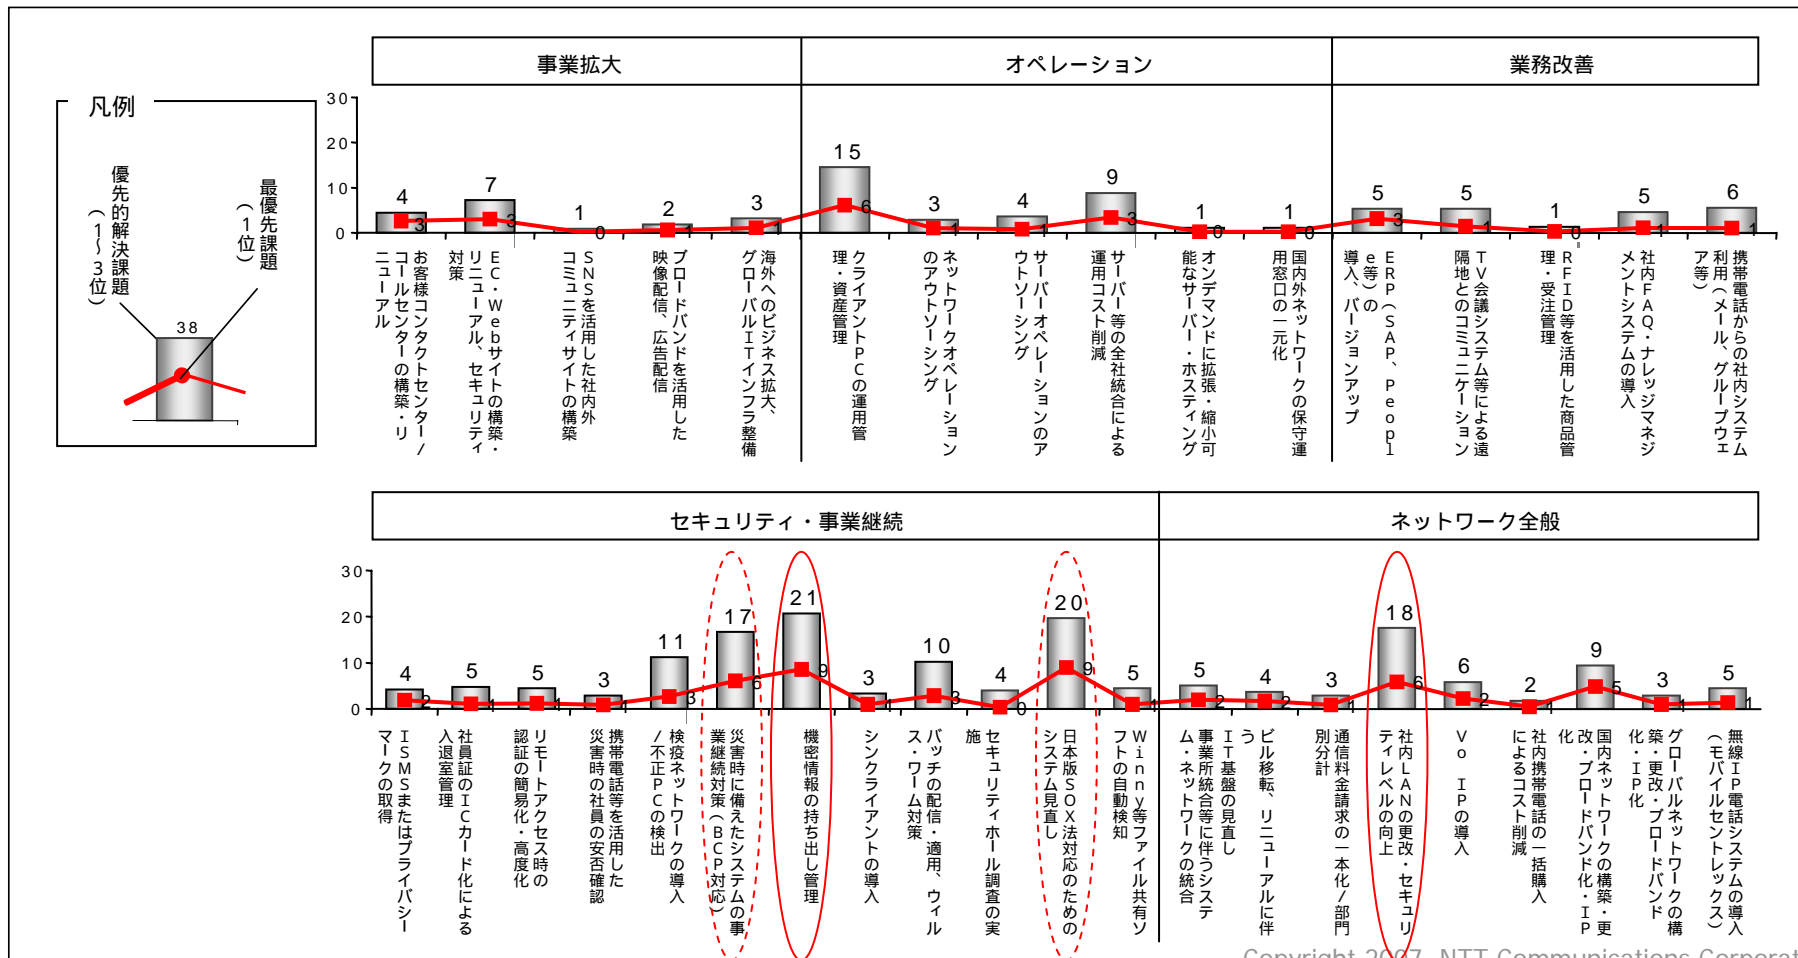 事業拡大
オペレーション
業務改善
凡例
優先的解決課題
(1~3位)
最優先課題
(1位)
38
30
20
10
0
4
7
1
2
3
15
3
4
9
1
1
5
5
1
5
6
3
3
0
1
1
6
1
1
3
0
0
3
1
0
1
1
お客様コンタクトセンター/
コールセンターの構築・リ
ニューアル
EC・Webサイトの構築・
リニューアル、セキュリティ
対策
SNSを活用した社内外
コミュニティサイトの構築
ブロードバンドを活用した
映像配信、広告配信
海外へのビジネス拡大、
グローバルITインフラ整備
クライアントPCの運用管
理・資産管理
ネットワークオペレーション
のアウトソーシング
サーバーオペレーションのア
ウトソーシング
サーバー等の全社統合による
運用コスト削減
オンデマンドに拡張・縮小可
能なサーバー・ホスティング
国内外ネットワークの保守運
用窓口の一元化
ERP(SAP、Peopl
e等)の
導入、バージョンアップ
TV会議システム等による遠
隔地とのコミュニケーション
RFID等を活用した商品管
理・受注管理
社内FAQ・ナレッジマネジ
メントシステムの導入
携帯電話からの社内システム
利用(メール、グループウェ
ア等)
セキュリティ・事業継続
ネットワーク全般
30
20
10
0
4
5
5
3
11
17
21
3
10
4
20
5
5
4
3
18
6
2
9
3
5
2
1
1
1
3
6
9
1
3
0
9
1
2
2
1
6
2
1
5
1
1
ISMSまたはプライバシー
マークの取得
社員証のICカード化による
入退室管理
リモートアクセス時の
認証の簡易化・高度化
携帯電話等を活用した
災害時の社員の安否確認
検疫ネットワークの導入
/不正PCの検出
災害時に備えたシステムの事
業継続対策(BCP対応)
機密情報の持ち出し管理
シンクライアントの導入
パッチの配信・適用、ウィル
ス・ワーム対策
セキュリティホール調査の実
施
日本版SOX法対応のための
システム見直し
Winny等ファイル共有ソ
フトの自動検知
事業所統合等に伴うシステ
ム・ネットワークの統合
ビル移転、リニューアルに伴
う
IT基盤の見直し
通信料金請求の一本化/部門
別分計
社内LANの更改・セキュリ
ティレベルの向上
Vo IPの導入
社内携帯電話の一括購入
によるコスト削減
国内ネットワークの構築・更
改・ブロードバンド化・IP
化
グローバルネットワークの構
築・更改・ブロードバンド
化・IP化
無線IP電話システムの導入
(モバイルセントレックス)
Copyright 2007 NTT Communications Corporat